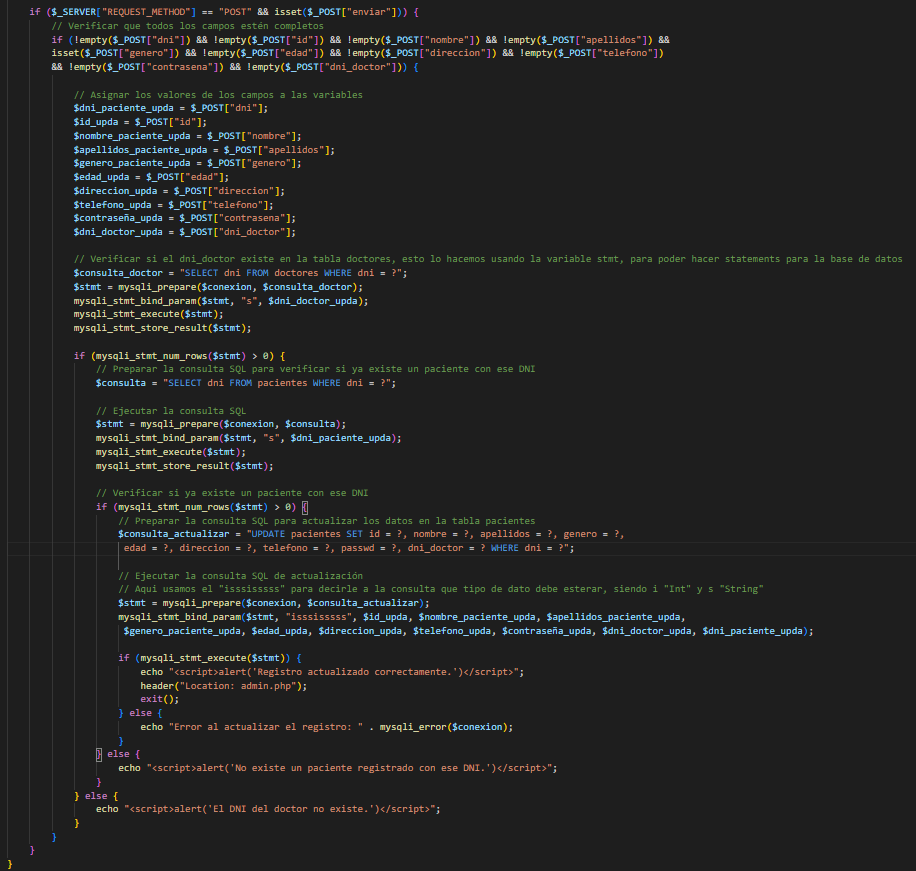 if ($_SERVER["REQUEST_METHOD"] == "POST" && isset($_POST["enviar"])) {
// Verificar que todos los campos estén completos
if (!empty($_POST["dni"]) && !empty($_POST["id"]) && !empty($_POST["nombre"]) && !empty($_POST["apellidos"]) &&
isset($_POST["genero"]) && !empty($_POST["edad"]) && !empty($_POST["direccion"]) && !empty($_POST["telefono"])
&& !empty($_POST["contrasena"]) && !empty($_POST["dni_doctor"])) {
// Asignar los valores de los campos a las variables
$dni_paciente_upda = $_POST["dni"];
$id_upda = $_POST["id"];
$nombre_paciente_upda = $_POST["nombre"];
$apellidos_paciente_upda = $_POST["apellidos"];
$genero_paciente_upda = $_POST["genero"];
$edad_upda = $_POST["edad"];
$direccion_upda = $_POST["direccion"];
$telefono_upda = $_POST["telefono"];
$contraseña_upda = $_POST["contrasena"];
$dni_doctor_upda = $_POST["dni_doctor"];
// Verificar si el dni_doctor existe en la tabla doctores, esto lo hacemos usando la variable stmt, para poder hacer statements para la base de datos
$consulta_doctor = "SELECT dni FROM doctores WHERE dni = ?";
$stmt = mysqli_prepare($conexion, $consulta_doctor);
mysqli_stmt_bind_param($stmt, "s", $dni_doctor_upda);
mysqli_stmt_execute($stmt);
mysqli_stmt_store_result($stmt);
if (mysqli_stmt_num_rows($stmt) > 0) {
// Preparar la consulta SQL para verificar si ya existe un paciente con ese DNI
$consulta = "SELECT dni FROM pacientes WHERE dni = ?";
// Ejecutar la consulta SQL
$stmt = mysqli_prepare($conexion, $consulta);
mysqli_stmt_bind_param($stmt, "s", $dni_paciente_upda);
mysqli_stmt_execute($stmt);
mysqli_stmt_store_result($stmt);
// Verificar si ya existe un paciente con ese DNI
if (mysqli_stmt_num_rows($stmt) > 0) {
// Preparar la consulta SQL para actualizar los datos en la tabla pacientes
$consulta_actualizar = "UPDATE pacientes SET id = ?, nombre = ?, apellidos = ?, genero = ?,
edad = ?, direccion = ?, telefono = ?, passwd = ?, dni_doctor = ? WHERE dni = ?";
// Ejecutar la consulta SQL de actualización
// Aqui usamos el "isssisssss" para decirle a la consulta que tipo de dato debe esterar, siendo i "Int" y s "String"
$stmt = mysqli_prepare($conexion, $consulta_actualizar);
mysqli_stmt_bind_param($stmt, "isssisssss", $id_upda, $nombre_paciente_upda, $apellidos_paciente_upda,
$genero_paciente_upda, $edad_upda, $direccion_upda, $telefono_upda, $contraseña_upda, $dni_doctor_upda, $dni_paciente_upda);
if (mysqli_stmt_execute($stmt)) {
echo "<script>alert('Registro actualizado correctamente.')</script>";
header("Location: admin.php");
exit();
} else {
echo "Error al actualizar el registro: " . mysqli_error($conexion);
}
} else {
echo "<script>alert('No existe un paciente registrado con ese DNI.')</script>";
}
} else {
echo "<script>alert('El DNI del doctor no existe.')</script>";
}
}
}
}